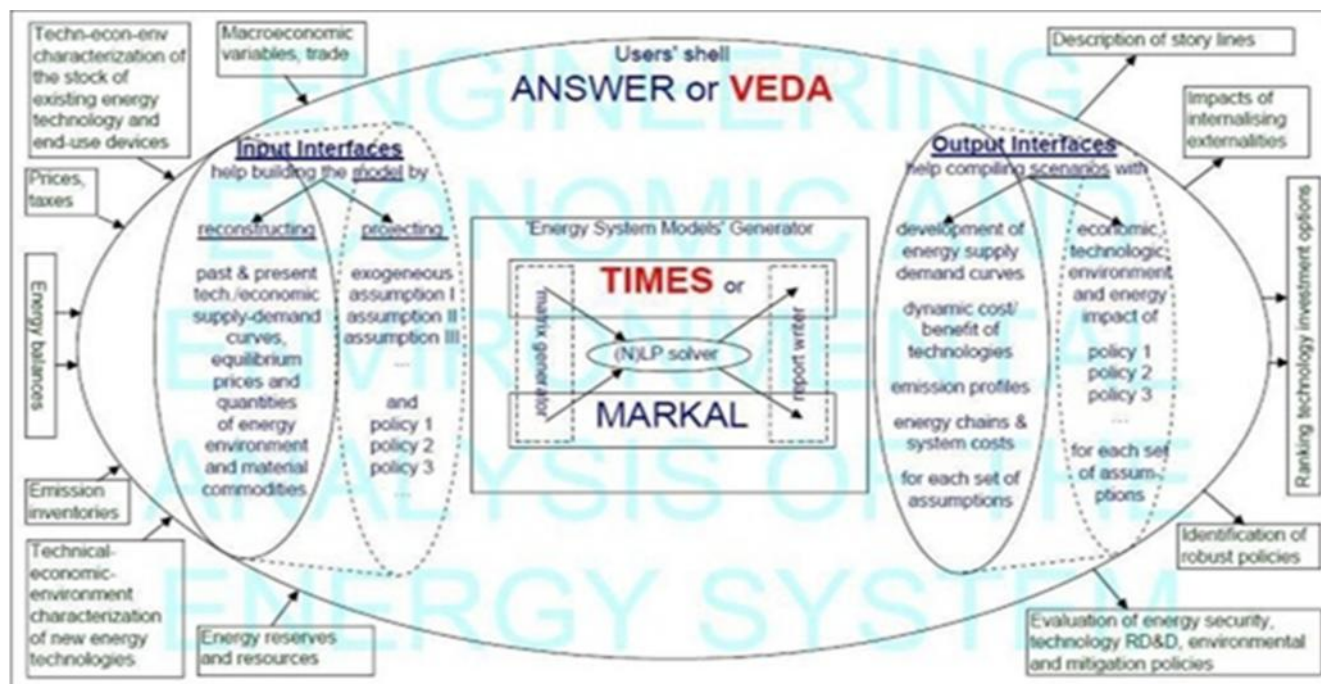 Techn-econ-env
characterization of
the stock of
existing energy
technology and
end-use devices
Macroeconomic
variables, trade
Users' shell
ANSWER or VEDA
Description of story lines
Impacts of
internalising
externalities
Prices,
taxes
Energy balances
Emission
inventories
Technical-
economic-
environment
characterization
of new energy
technologies
Energy reserves
and resources
Input Interfaces
help building the model by
reconstructing
past & present
tech./economic
supply-demand
curves,
equilibrium
prices and
quantities
of energy
environment
and material
commodities
projecting
exogeneous
assumption I
assumption II
assumption IIII
...
and
policy 1
policy 2
policy 3
...
'Energy System Models' Generator
TIMES or
matrix generator
(N)LP solver
report writer
MARKAL
Output Interfaces
help compiling scenarios with
development of
energy supply
demand curves
dynamic cost/
benefit of
technologies
emission profiles
energy chains &
system costs
for each set of
assumptions
economic,
technologic,
environment
and energy
impact of
policy 1
policy 2
policy 3
...
for each set
of assum-
ptions
Ranking technology investment options
Identification of
robust policies
Evaluation of energy security,
technology RD&D, environmental
and mitigation policies
ENGINEERING
ECONOMIC AND
ENVIRONMENTAL
ANALYSIS OF THE
ENERGY SYSTEM